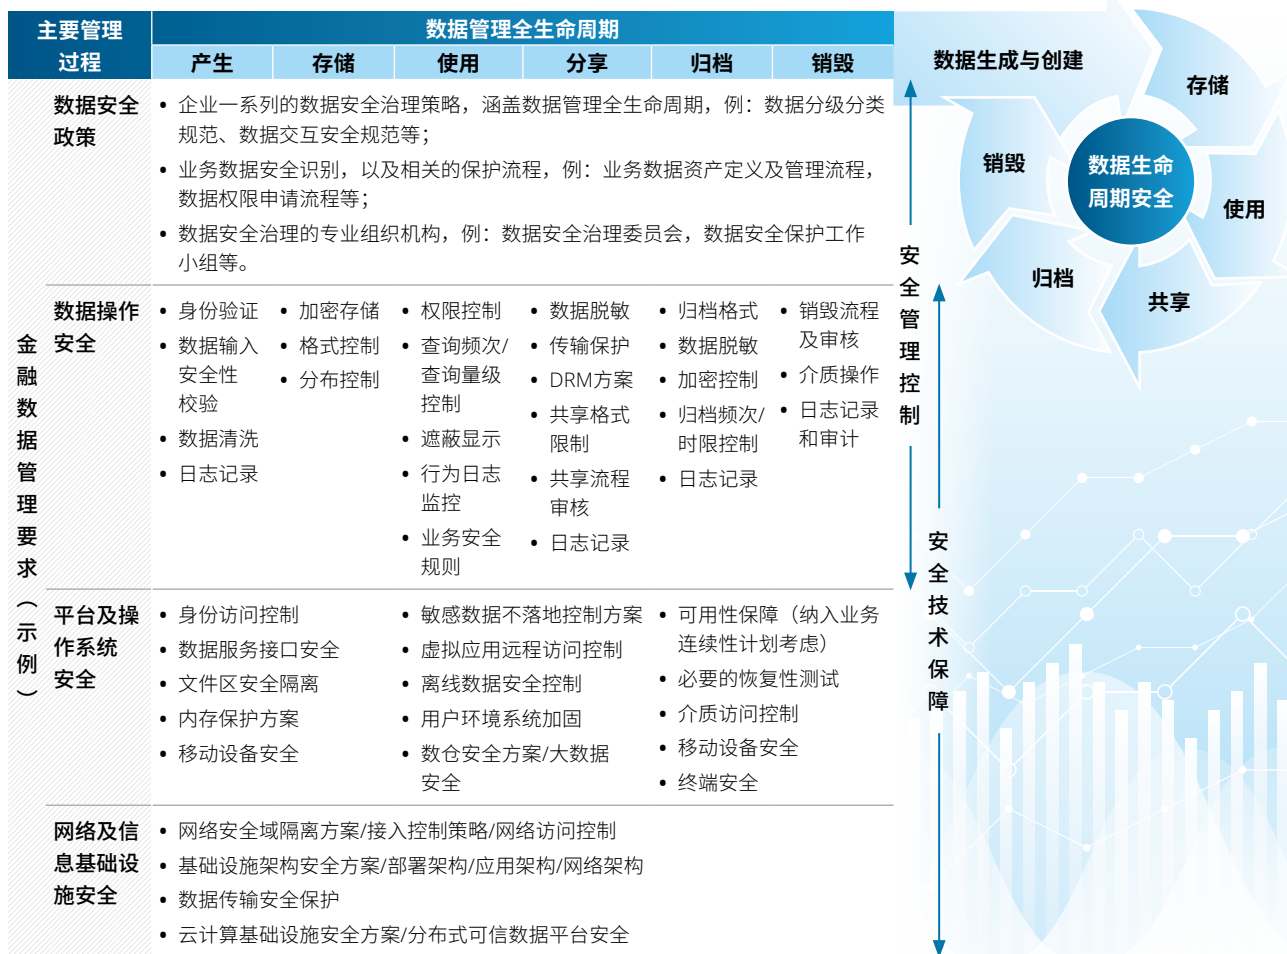 主要管理
过程
数据管理全生命周期
产生 存储 使用 分享 归档 销毁
金融数据管理要求（示例）
数据安全
政策
• 企业一系列的数据安全治理策略，涵盖数据管理全生命周期，例：数据分级分类
规范、数据交互安全规范等；
• 业务数据安全识别，以及相关的保护流程，例：业务数据资产定义及管理流程，
数据权限申请流程等；
• 数据安全治理的专业组织机构，例：数据安全治理委员会，数据安全保护工作
小组等。
数据操作
安全
• 身份验证
• 数据输入
安全性
校验
• 数据清洗
• 日志记录
• 加密存储
• 格式控制
• 分布控制
• 权限控制
• 查询频次/
查询量级
控制
• 遮蔽显示
• 行为日志
监控
• 业务安全
规则
• 数据脱敏
• 传输保护
• DRM方案
• 共享格式
限制
• 共享流程
审核
• 日志记录
• 归档格式
• 数据脱敏
• 加密控制
• 归档频次/
时限控制
• 日志记录
• 销毁流程
及审核
• 介质操作
• 日志记录
和审计
平台及操
作系统
安全
• 身份访问控制
• 数据服务接口安全
• 文件区安全隔离
• 内存保护方案
• 移动设备安全
• 敏感数据不落地控制方案
• 虚拟应用远程访问控制
• 离线数据安全控制
• 用户环境系统加固
• 数仓安全方案/大数据
安全
• 可用性保障（纳入业务
连续性计划考虑）
• 必要的恢复性测试
• 介质访问控制
• 移动设备安全
• 终端安全
网络及信
息基础设
施安全
• 网络安全域隔离方案/接入控制策略/网络访问控制
• 基础设施架构安全方案/部署架构/应用架构/网络架构
• 数据传输安全保护
• 云计算基础设施安全方案/分布式可信数据平台安全
安全管理控制
安全技术保障
数据生成与创建
存储
使用
共享
归档
销毁
数据生命
周期安全